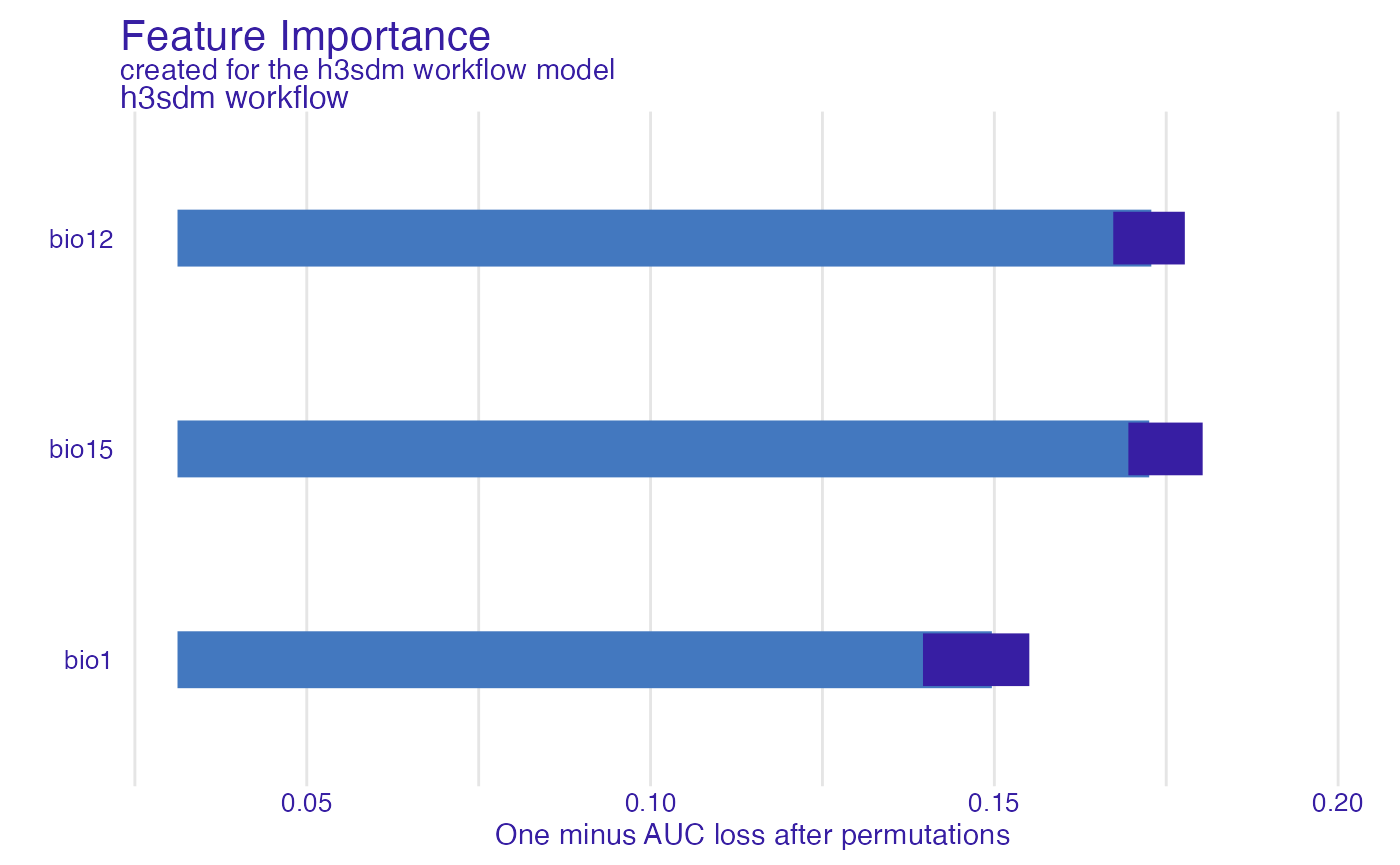 Feature Importance
created for the h3sdm workflow model
h3sdm workflow
bio12
bio15
bio1
0.05
0.10
0.15
0.20
One minus AUC loss after permutations